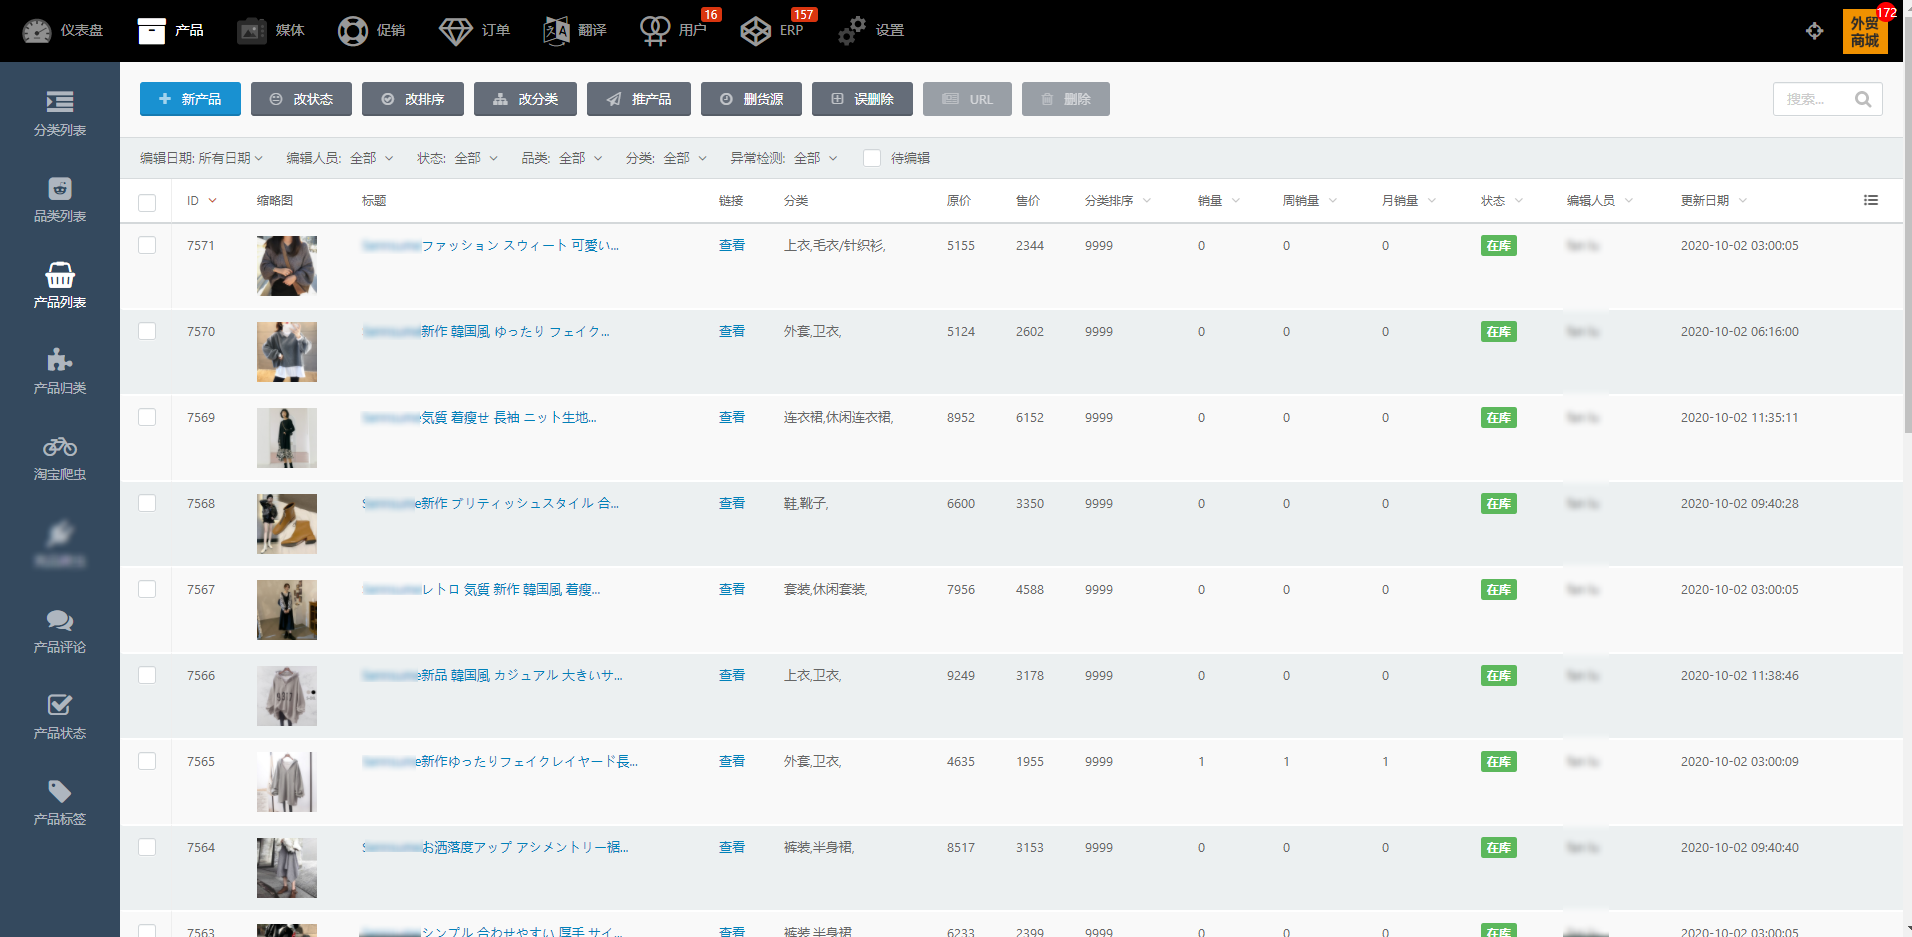 仪表盘 产品 媒体 促销 订单 翻译 用户 16 ERP 157 设置 外贸商城 172
新产品 改状态 改排序 改分类 推产品 删货源 误删除 URL 删除 搜索...
编辑日期: 所有日期 编辑人员: 全部 状态: 全部 品类: 全部 分类: 全部 异常检测: 全部 待编辑
分类列表
品类列表
产品列表
产品归类
淘宝爬虫
产品评论
产品状态
产品标签
ID 缩略图 标题 链接 分类 原价 售价 分类排序 销量 周销量 月销量 状态 编辑人员 更新日期
7571 ファッション スウィート 可愛い... 查看 上衣,毛衣/针织衫, 5155 2344 9999 0 0 0 在库 2020-10-02 03:00:05
7570 新作 韓国風 ゆったり フェイク... 查看 外套,卫衣, 5124 2602 9999 0 0 0 在库 2020-10-02 06:16:00
7569 気質 着痩せ 長袖 ニット生地... 查看 连衣裙,休闲连衣裙, 8952 6152 9999 0 0 0 在库 2020-10-02 11:35:11
7568 新作 ブリティッシュスタイル 合... 查看 鞋,靴子, 6600 3350 9999 0 0 0 在库 2020-10-02 09:40:28
7567 レトロ 気質 新作 韓国風 着痩... 查看 套装,休闲套装, 7956 4588 9999 0 0 0 在库 2020-10-02 03:00:05
7566 新品 韓国風 カジュアル 大きいサ... 查看 上衣,卫衣, 9249 3178 9999 0 0 0 在库 2020-10-02 11:38:46
7565 新作ゆったりフェイクレイヤード長... 查看 外套,卫衣, 4635 1955 9999 1 1 1 在库 2020-10-02 03:00:09
7564 お洒落度アップ アシメントリー裾... 查看 裤装,半身裙, 8517 3153 9999 0 0 0 在库 2020-10-02 09:40:40
7563 シンプル 合わせやすい 厚手 サイ... 查看 裤装,半身裙, 6233 2399 9999 0 0 0 在库 2020-10-02 03:00:05